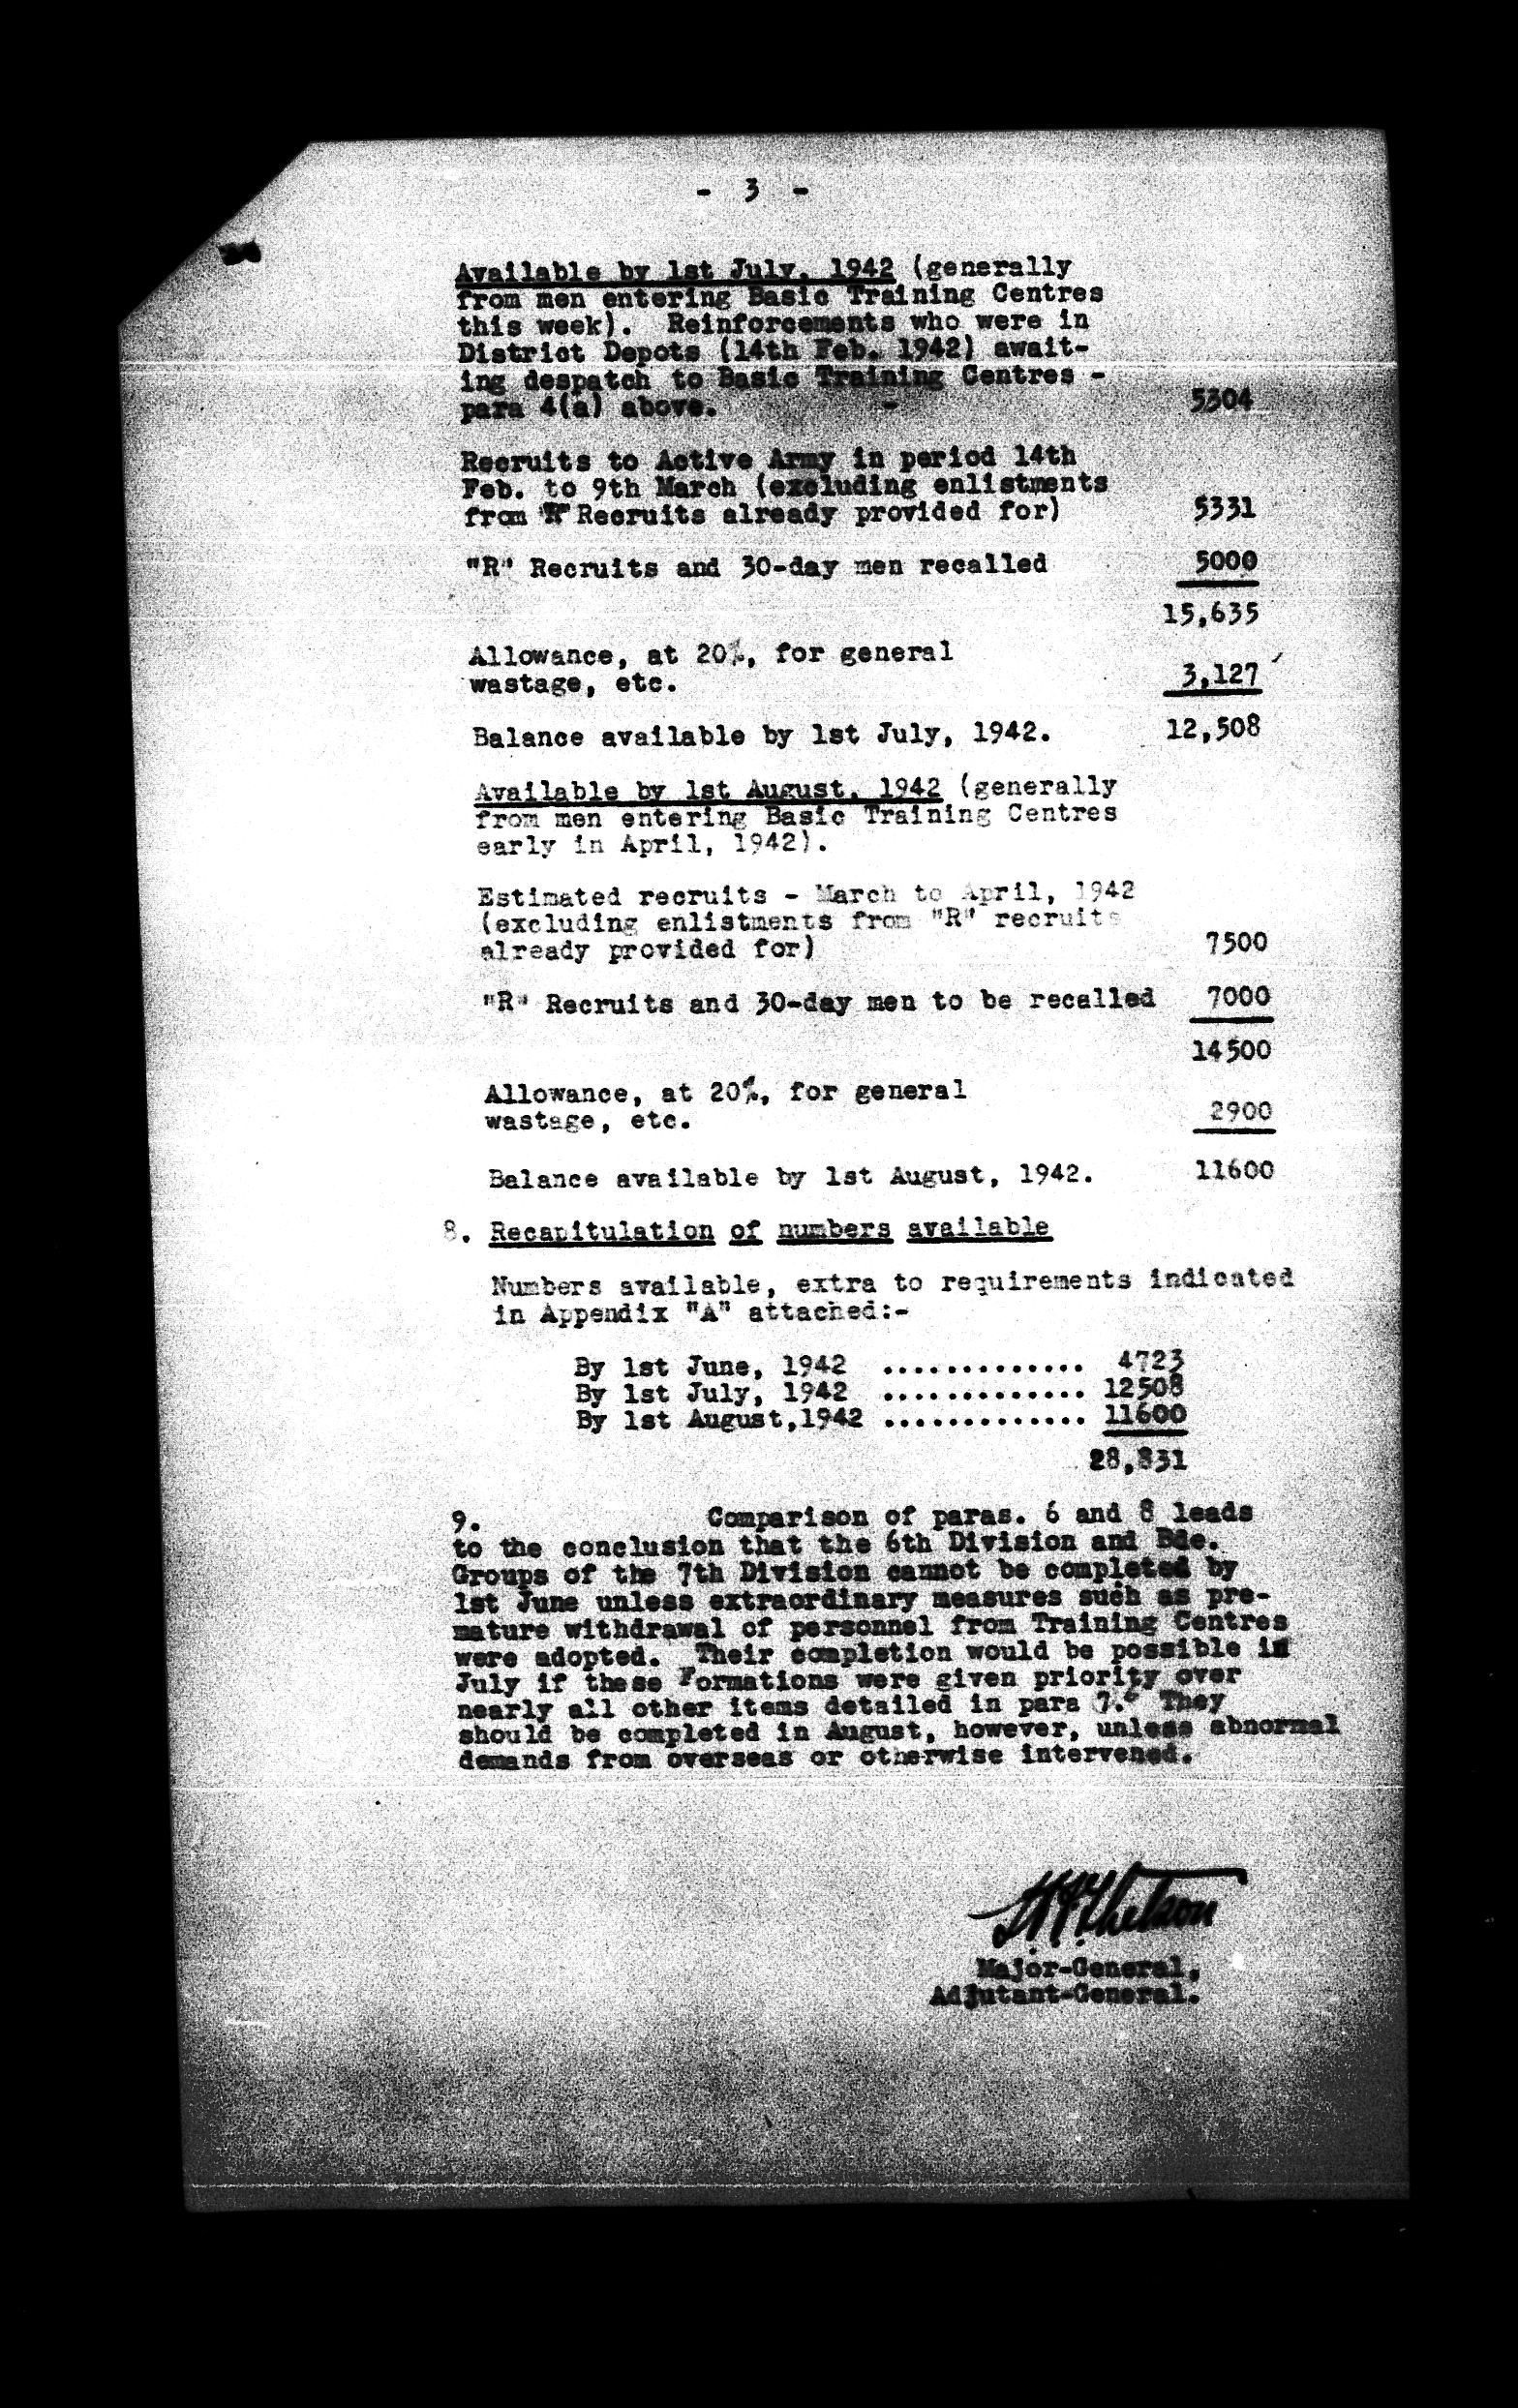 - 3 -
Available by 1st July, 1942 (generally
from men entering Basic Training Centres
this week). Reinforcements who were in
District Depots (14th Feb. 1942) await-
ing despatch to Basic Training Centres -
para 4(a) above. - 5304
Recruits to Active Army in period 14th
Feb. to 9th March (excluding enlistments
from "R" Recruits already provided for) 5331
"R" Recruits and 30-day men recalled 5000
15,635
Allowance, at 20%, for general
wastage, etc. 3,127
Balance available by 1st July, 1942. 12,508
Available by 1st August, 1942 (generally
from men entering Basic Training Centres
early in April, 1942).
Estimated recruits - March to April, 1942
(excluding enlistments from "R" recruits
already provided for) 7500
"R" Recruits and 30-day men to be recalled 7000
14500
Allowance, at 20%, for general
wastage, etc. 2900
Balance available by 1st August, 1942. 11600
8. Recapitulation of numbers available
Numbers available, extra to requirements indicated
in Appendix "A" attached:-
By 1st June, 1942 ............. 4723
By 1st July, 1942 ............. 12508
By 1st August,1942 ............. 11600
28,831
9. Comparison of paras. 6 and 8 leads
to the conclusion that the 6th Division and Bde.
Groups of the 7th Division cannot be completed by
1st June unless extraordinary measures such as pre-
mature withdrawal of personnel from Training Centres
were adopted. Their completion would be possible in
July if these Formations were given priority over
nearly all other items detailed in para 7. They
should be completed in August, however, unless abnormal
demands from overseas or otherwise intervened.
Major-General,
Adjutant-General.